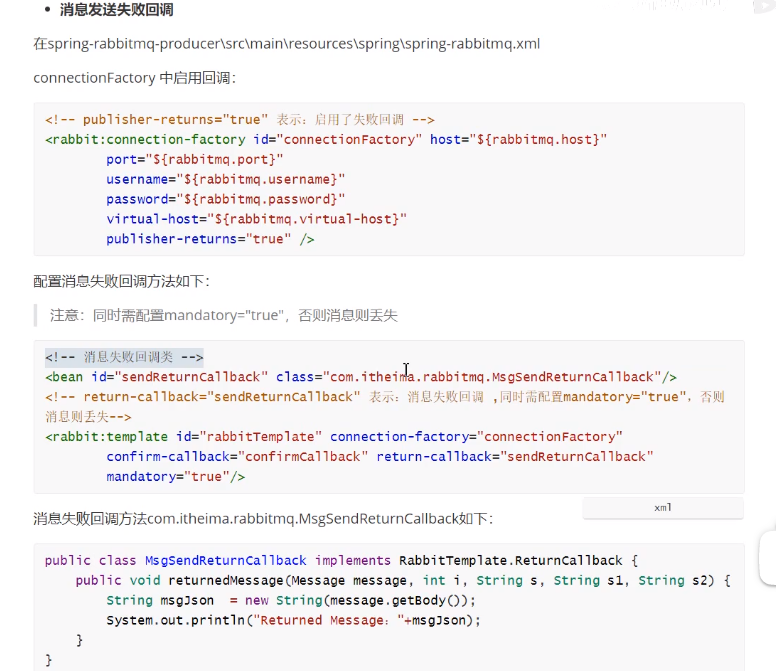 • 消息发送失败回调
在spring-rabbitmq-producer\src\main\resources\spring\spring-rabbitmq.xml
connectionFactory 中启用回调：
<!-- publisher-returns="true" 表示：启用了失败回调 -->
<rabbit:connection-factory id="connectionFactory" host="${rabbitmq.host}"
port="${rabbitmq.port}"
username="${rabbitmq.username}"
password="${rabbitmq.password}"
virtual-host="${rabbitmq.virtual-host}"
publisher-returns="true" />
配置消息失败回调方法如下：
注意：同时需配置mandatory="true"，否则消息则丢失
<!-- 消息失败回调类 -->
<bean id="sendReturnCallback" class="com.itheima.rabbitmq.MsgSendReturnCallback"/>
<!-- return-callback="sendReturnCallback" 表示：消息失败回调 ,同时需配置mandatory="true"，否则
消息则丢失-->
<rabbit:template id="rabbitTemplate" connection-factory="connectionFactory"
confirm-callback="confirmCallback" return-callback="sendReturnCallback"
mandatory="true"/>
xml
消息失败回调方法com.itheima.rabbitmq.MsgSendReturnCallback如下：
public class MsgSendReturnCallback implements RabbitTemplate.ReturnCallback {
public void returnedMessage(Message message, int i, String s, String s1, String s2) {
String msgJson  = new String(message.getBody());
System.out.println("Returned Message："+msgJson);
}
}